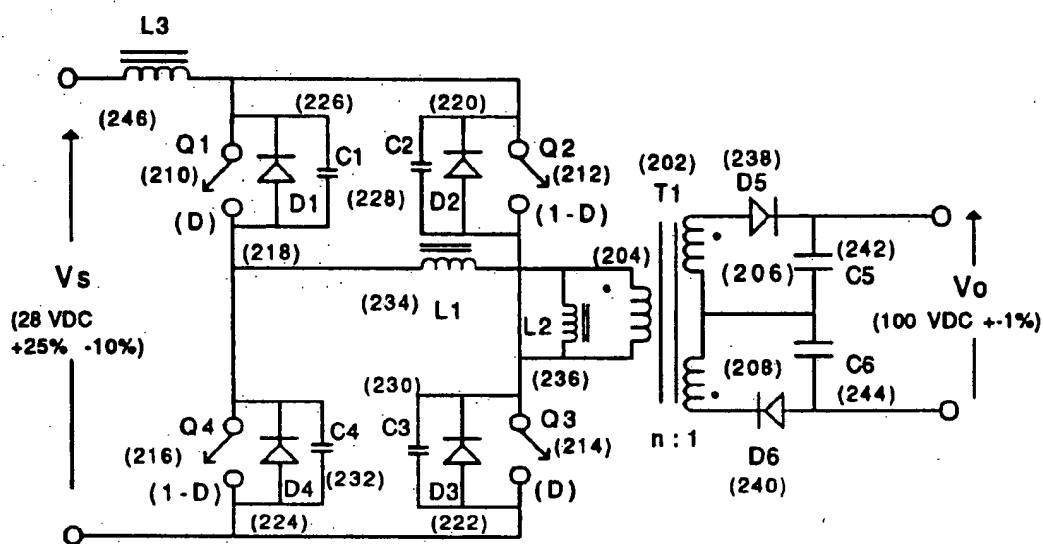 L3
(246)
(226)
(220)
Q1
C1
C2
Q2
(210)
(212)
D1
(228)
D2
(D)
(1-D)
(202)
T1
(238)
D5
(218)
(204)
(206)
(242)
C5
(234)
L1
L2
Vs
(28 VDC
+25% -10%)
Vo
(100 VDC +-1%)
(236)
(208)
C6
(244)
(230)
Q4
C4
C3
Q3
(216)
(214)
n:1
D6
(240)
(1-D)
D4
(232)
D3
(D)
(224)
(222)